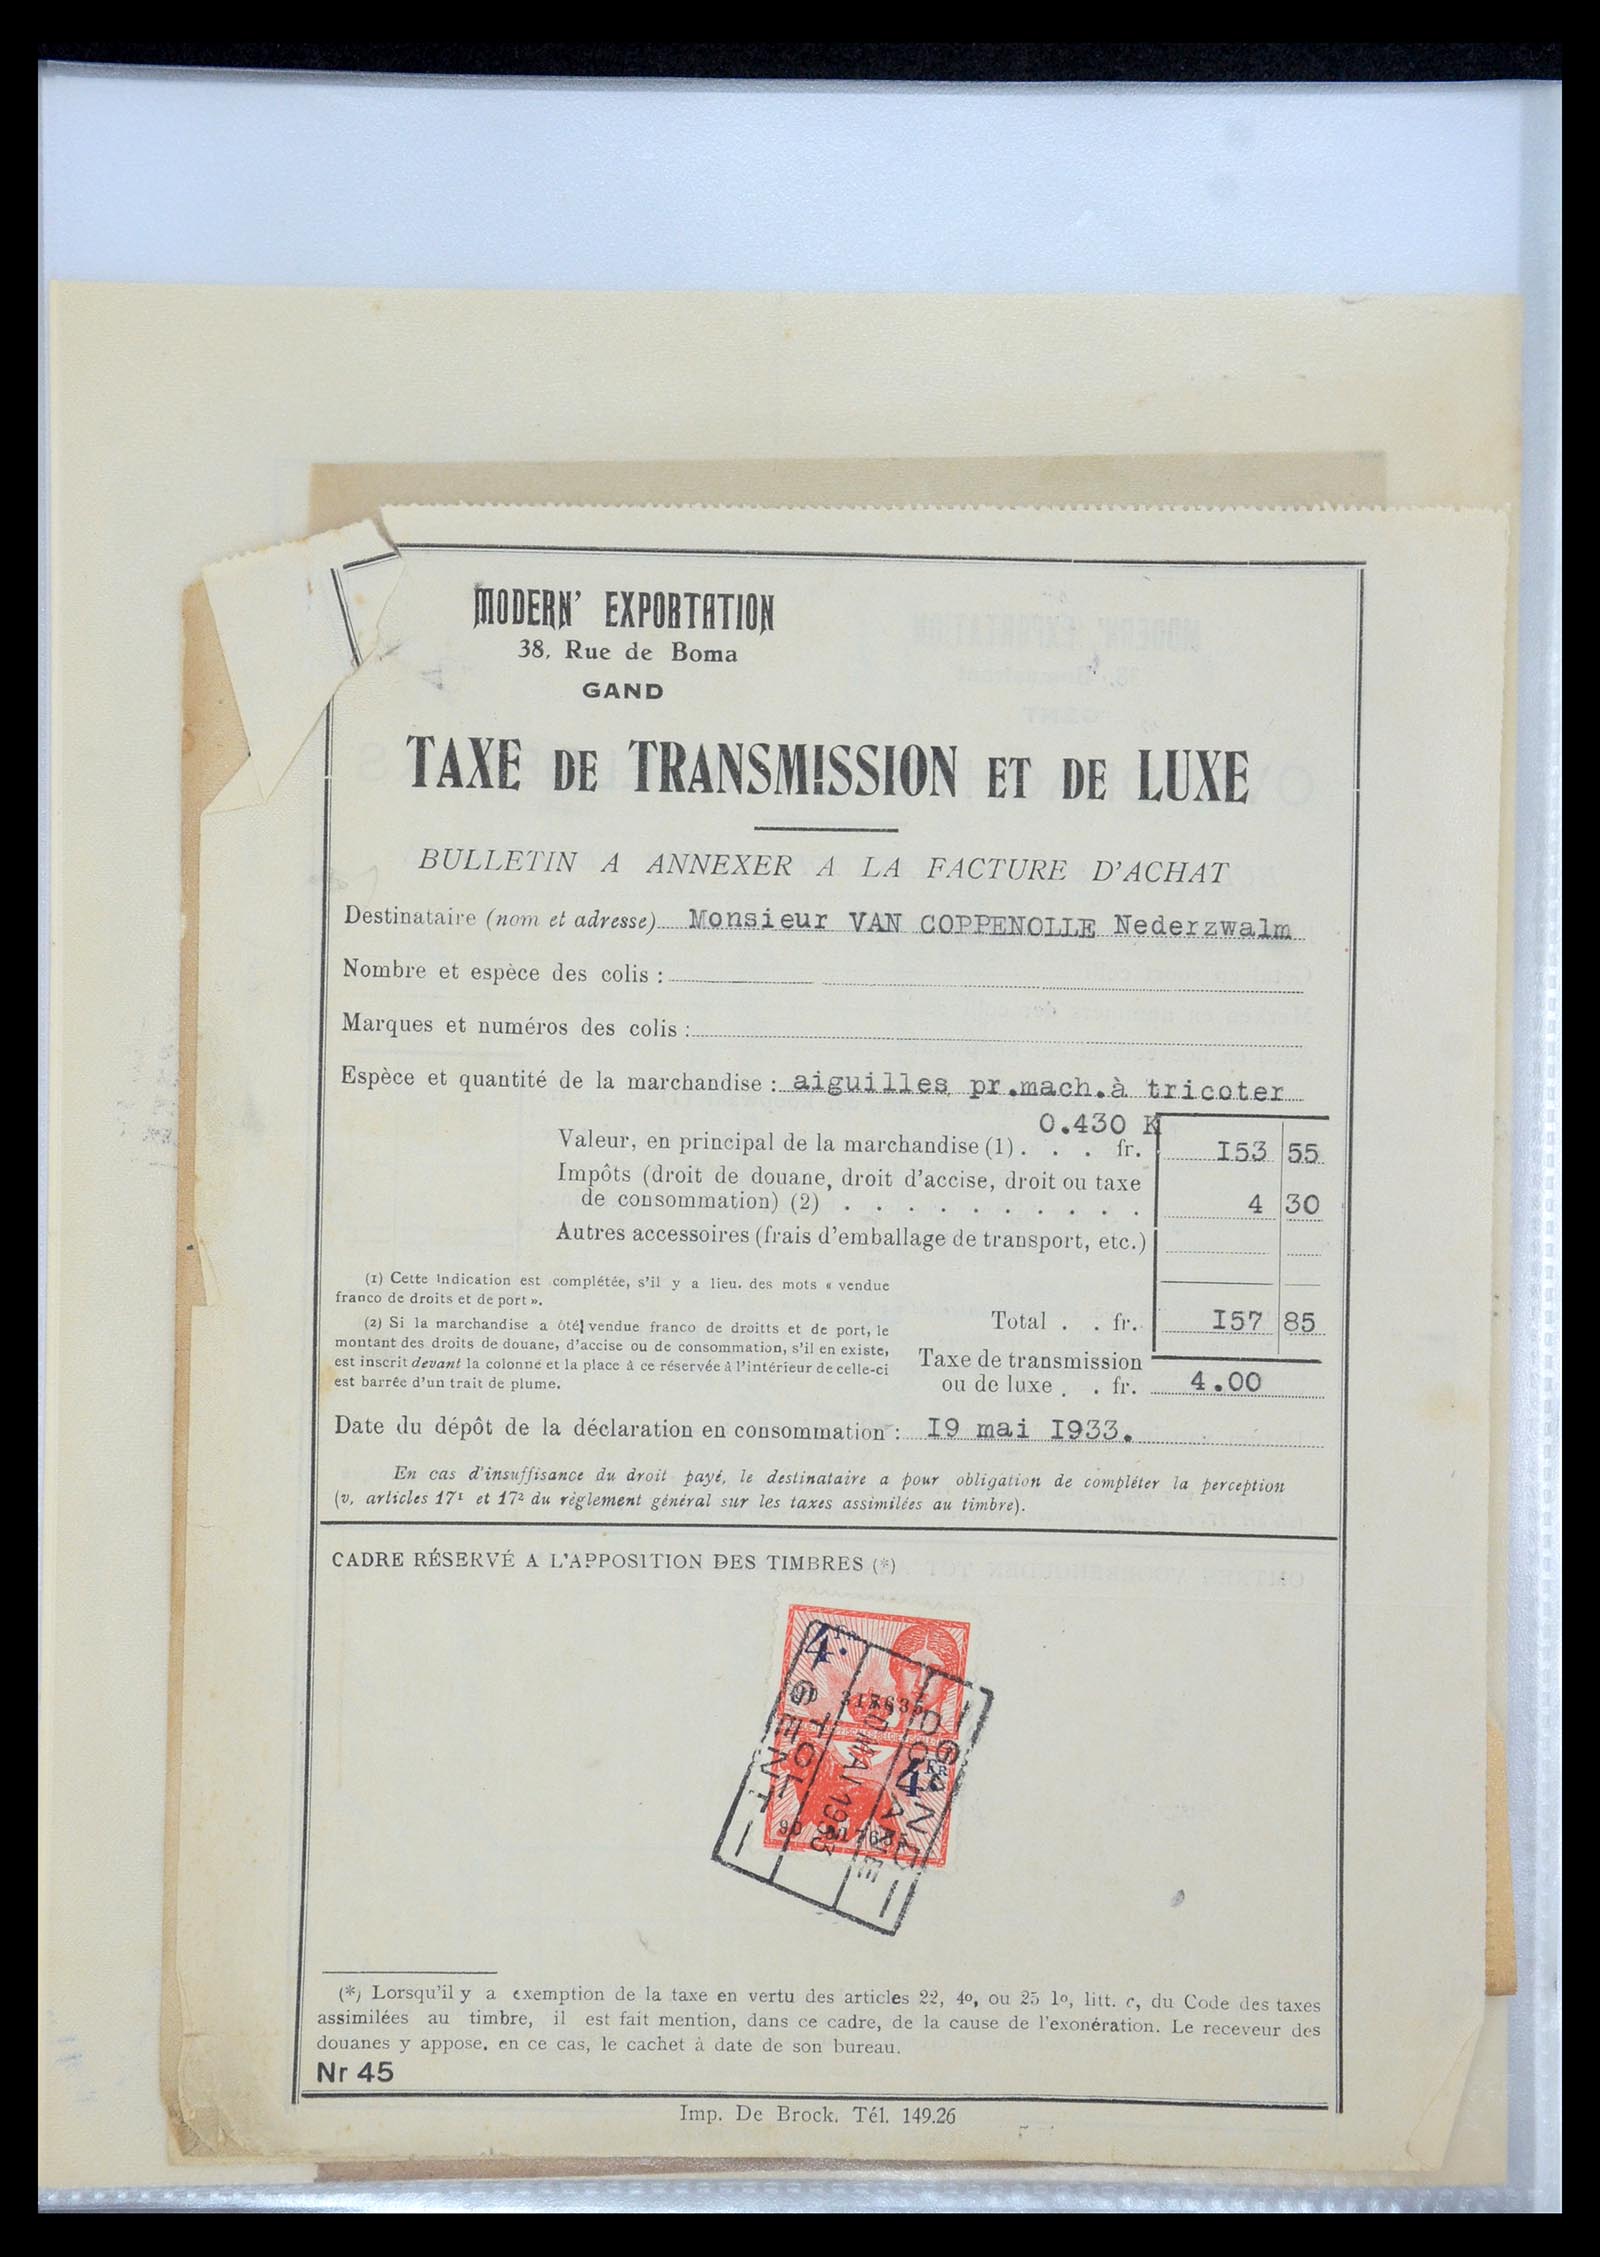 MODERN' EXPORTATION
38, Rue de Boma
GAND
TAXE DE TRANSMISSION ET DE LUXE
BULLETIN A ANNEXER A LA FACTURE D'ACHAT
Destinataire (nom et adresse) Monsieur VAN COPPENOLLE Nederzwalm
Nombre et espèce des colis :
Marques et numéros des colis :
Espèce et quantité de la marchandise : aiguilles pr.mach.à tricoter
0.430 K
Valeur, en principal de la marchandise (1) . . . fr. I53 55
Impôts (droit de douane, droit d'accise, droit ou taxe
de consommation) (2) . . . . . . . . . . 4 30
Autres accessoires (frais d'emballage de transport, etc.)
(1) Cette Indication est complétée, s'il y a lieu. des mots « vendue
franco de droits et de port ».
(2) Si la marchandise a ôté vendue franco de droitts et de port, le
montant des droits de douane, d'accise ou de consommation, s'il en existe,
est inscrit devant la colonne et la place à ce réservée à l'intérieur de celle-ci
est barrée d'un trait de plume.
Total . . fr. I57 85
Taxe de transmission
ou de luxe . . fr. 4.00
Date du dépôt de la déclaration en consommation : I9 mai I933.
En cas d'insuffisance du droit payé, le destinataire a pour obligation de compléter la perception
(v. articles 17¹ et 17² du règlement général sur les taxes assimilées au timbre).
CADRE RÉSERVÉ A L'APPOSITION DES TIMBRES (*)
4 Fr.
4 FR
GENT
GAND
DOUANE
MAI 1933
(*) Lorsqu'il y a exemption de la taxe en vertu des articles 22, 4o, ou 25 1o, litt. c, du Code des taxes
assimilées au timbre, il est fait mention, dans ce cadre, de la cause de l'exonération. Le receveur des
douanes y appose, en ce cas, le cachet à date de son bureau.
Nr 45
Imp. De Brock. Tél. 149.26